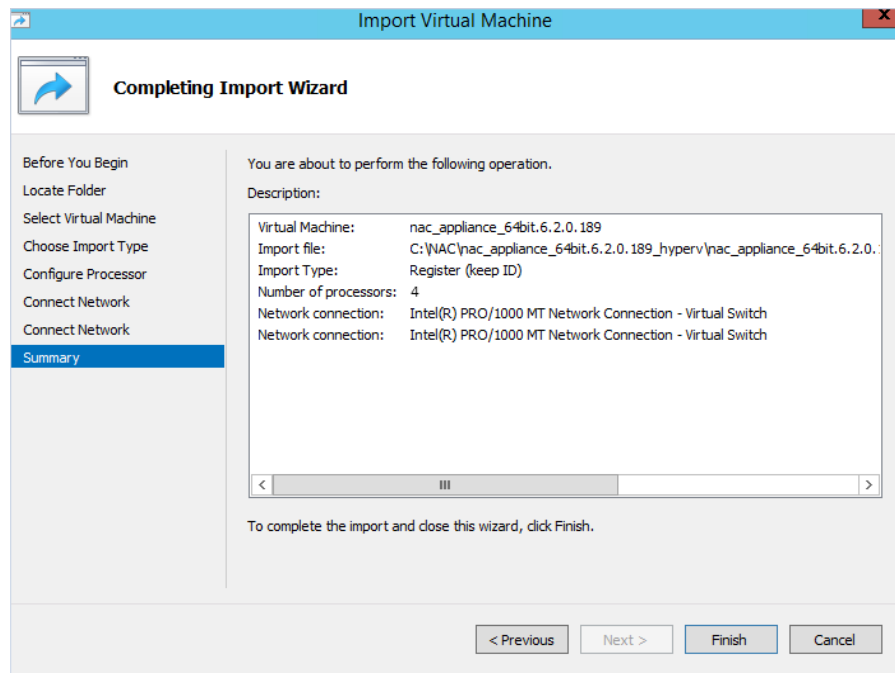 Import Virtual Machine
X
Completing Import Wizard
Before You Begin
Locate Folder
Select Virtual Machine
Choose Import Type
Configure Processor
Connect Network
Connect Network
Summary
You are about to perform the following operation.
Description:
Virtual Machine: nac_appliance_64bit.6.2.0.189
Import file: C:\NAC\nac_appliance_64bit.6.2.0.189_hyperv\nac_appliance_64bit.6.2.0.
Import Type: Register (keep ID)
Number of processors: 4
Network connection: Intel(R) PRO/1000 MT Network Connection - Virtual Switch
Network connection: Intel(R) PRO/1000 MT Network Connection - Virtual Switch
To complete the import and close this wizard, click Finish.
< Previous Next > Finish Cancel